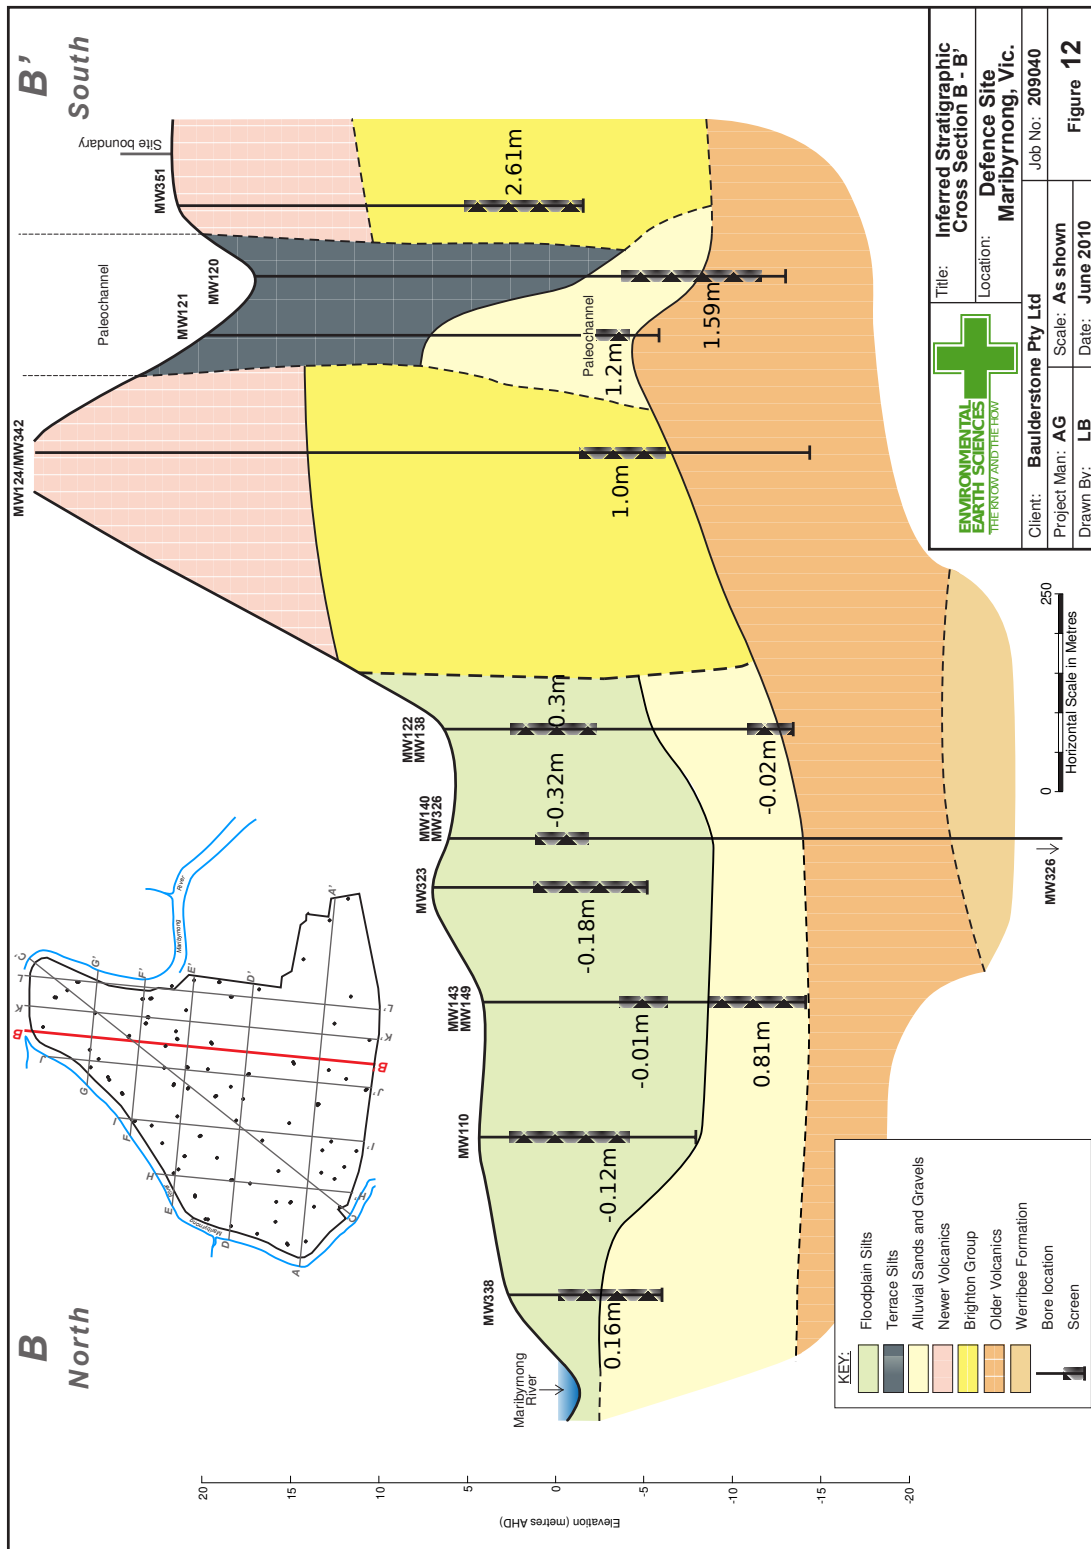 B
North
B'
South
Site boundary
Paleochannel
MW124/MW342
MW121
MW120
MW351
MW122
MW138
MW140
MW326
MW323
MW143
MW149
MW110
MW338
Maribyrnong
River
Paleochannel
0.16m
-0.12m
-0.01m
0.81m
-0.18m
-0.32m
0.3m
-0.02m
1.0m
1.2m
1.59m
2.61m
MW326
Elevation (metres AHD)
20
15
10
5
0
-5
-10
-15
-20
A
A'
B
B'
C
C'
D
D'
E
E'
F
F'
G
G'
H
H'
I
I'
J
J'
K
K'
L
L'
Maribyrnong
River
Maribyrnong
River
KEY:
Floodplain Silts
Terrace Silts
Alluvial Sands and Gravels
Newer Volcanics
Brighton Group
Older Volcanics
Werribee Formation
Bore location
Screen
0
250
Horizontal Scale in Metres
ENVIRONMENTAL
EARTH SCIENCES
THE KNOW AND THE HOW
Title: Inferred Stratigraphic
Cross Section B - B'
Location: Defence Site
Maribyrnong, Vic.
Client: Baulderstone Pty Ltd
Job No: 209040
Project Man: AG
Scale: As shown
Drawn By: LB
Date: June 2010
Figure 12